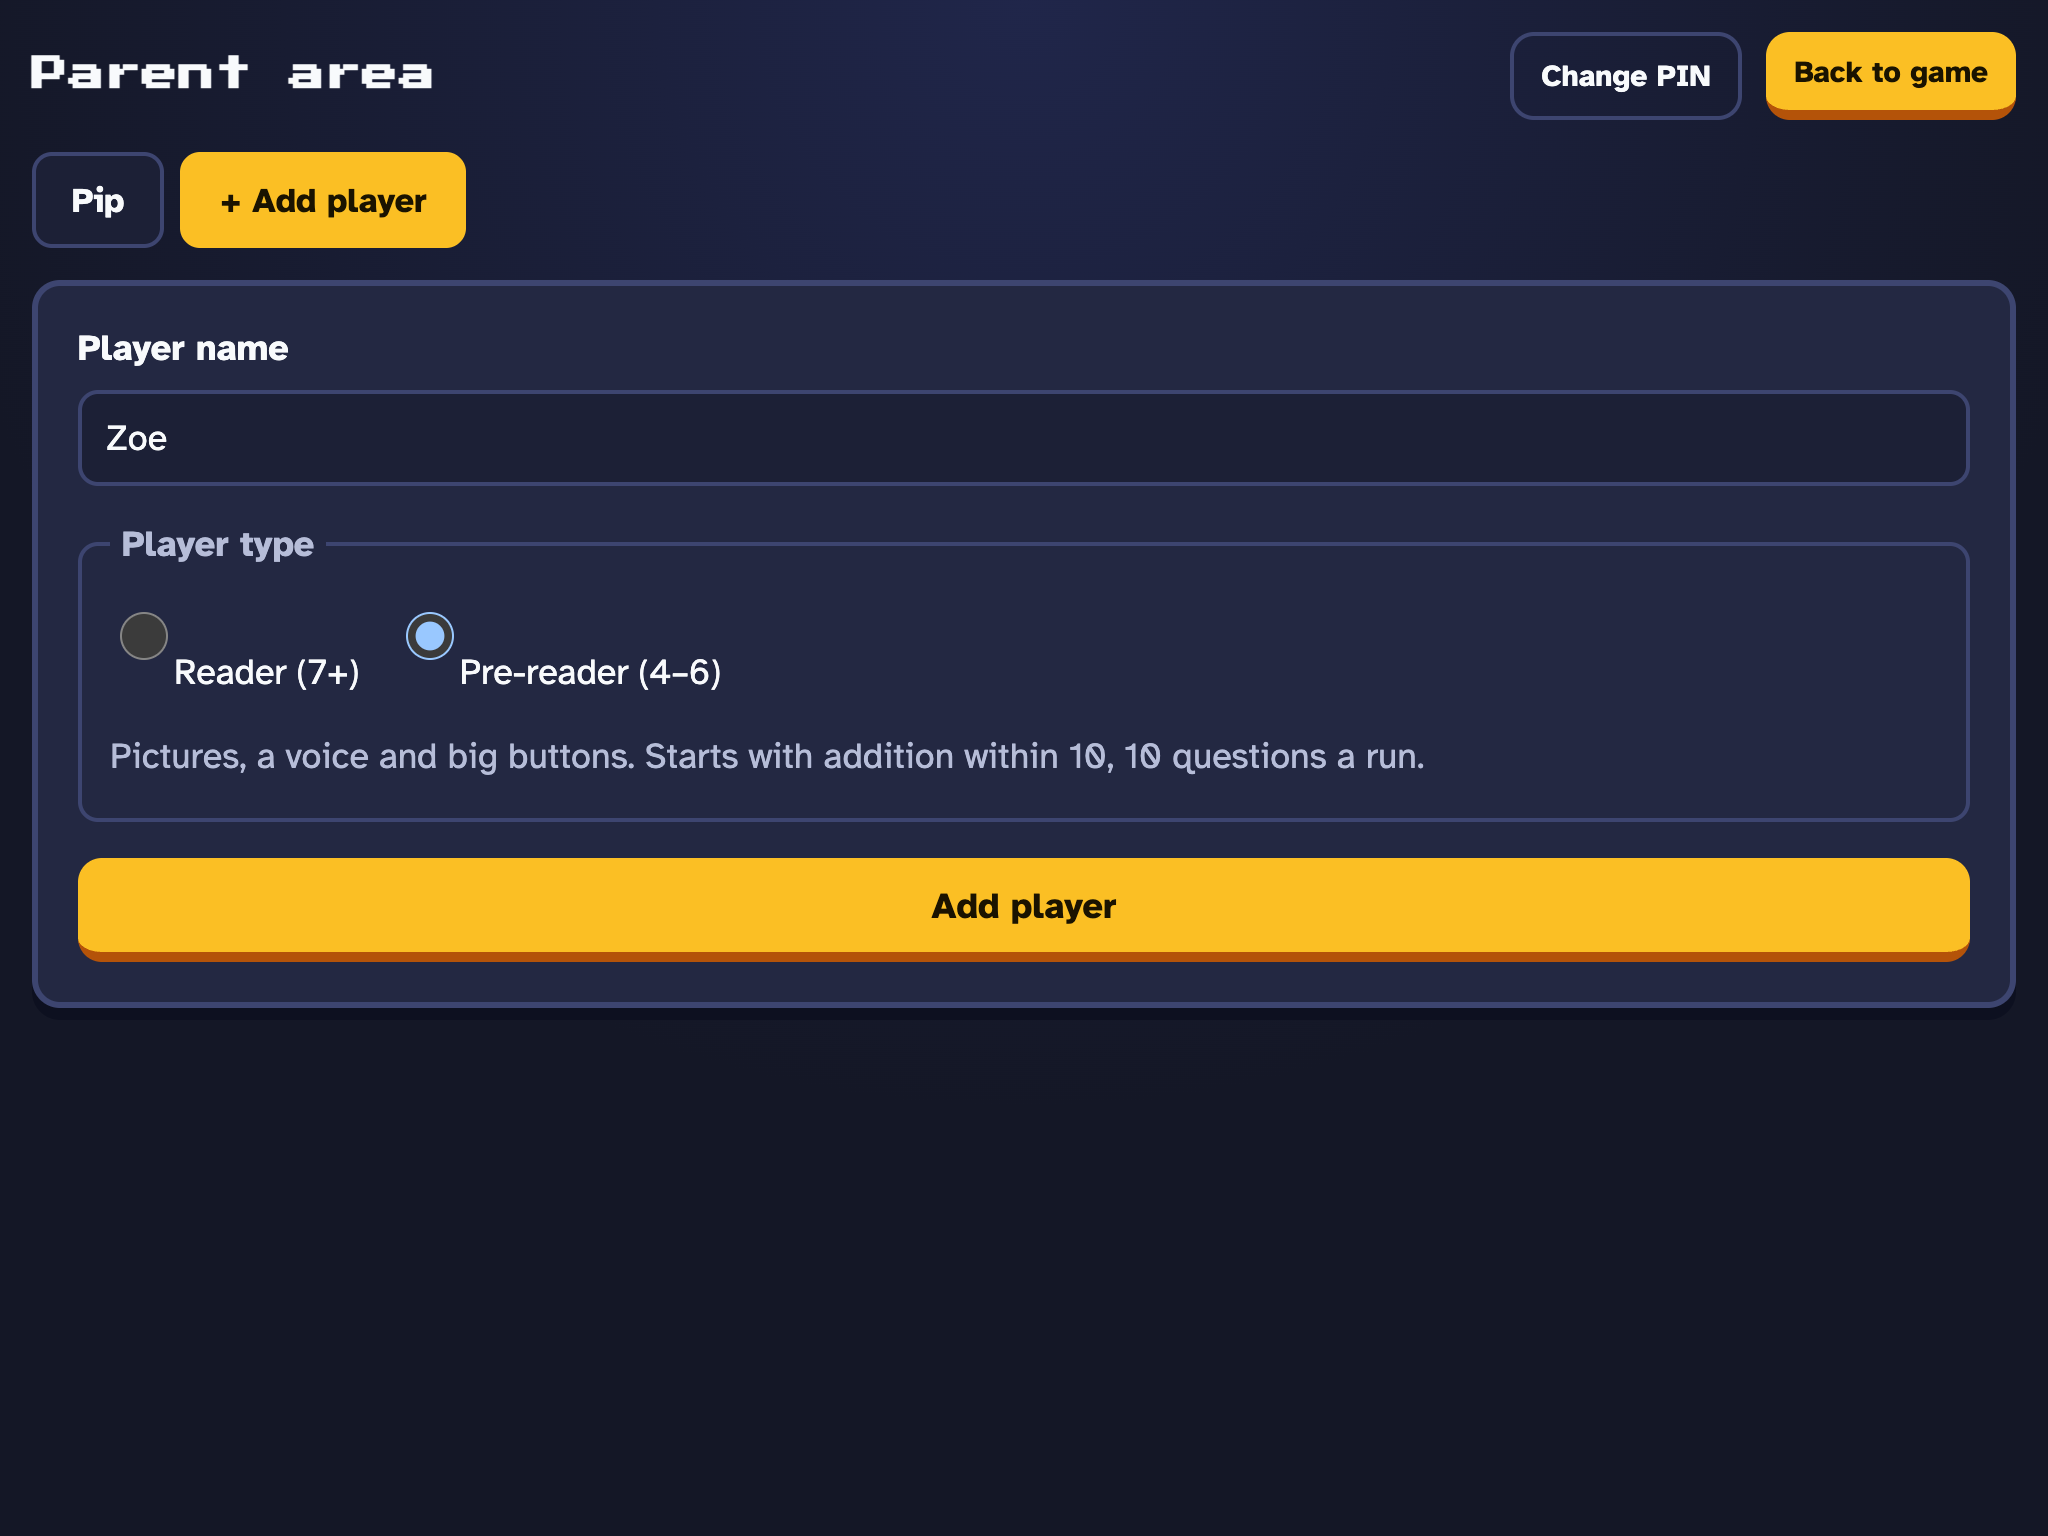 Parent area
Change PIN
Back to game
Pip
+ Add player
Player name
Zoe
Player type
Reader (7+)
Pre-reader (4–6)
Pictures, a voice and big buttons. Starts with addition within 10, 10 questions a run.
Add player